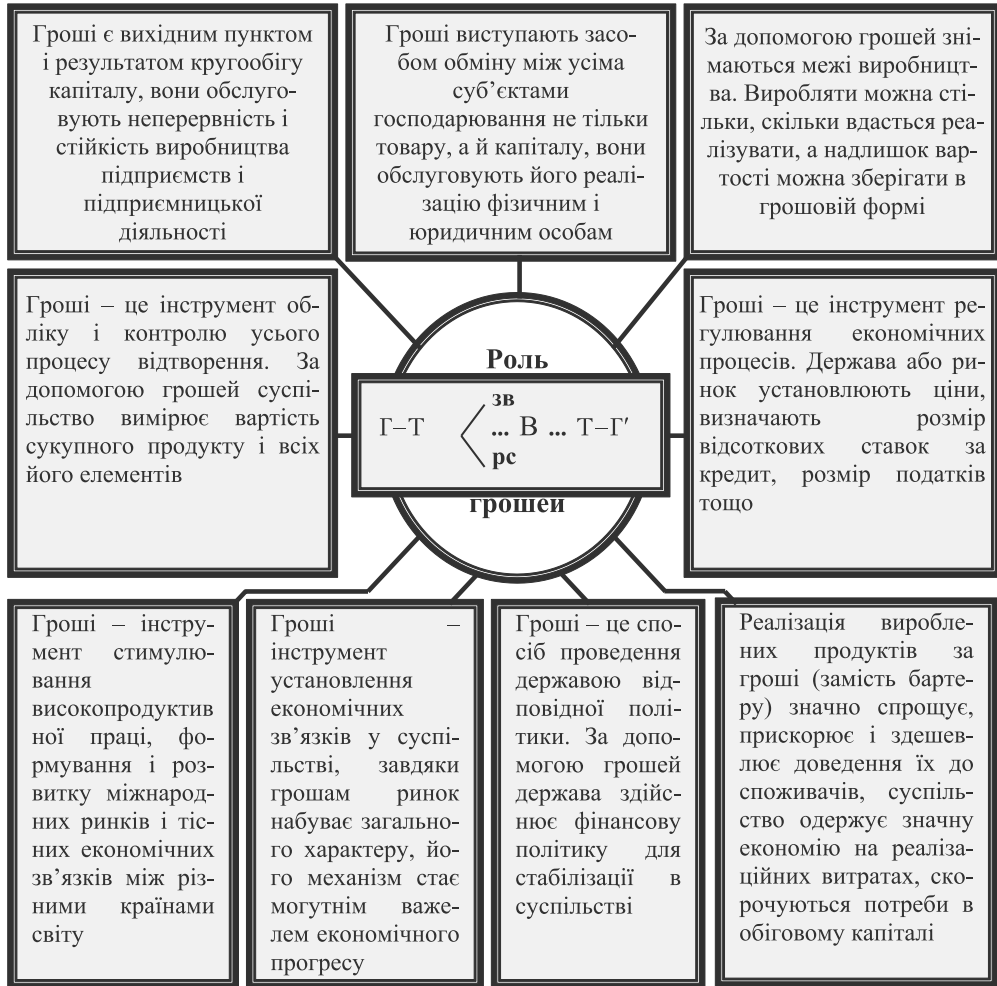 Гроші є вихідним пунктом
і результатом кругообігу
капіталу, вони обслуго-
вують неперервність і
стійкість виробництва
підприємств і
підприємницької
діяльності
Гроші виступають засо-
бом обміну між усіма
суб’єктами
господарювання не тільки
товару, а й капіталу, вони
обслуговують його реалі-
зацію фізичним і
юридичним особам
За допомогою грошей зні-
маються межі виробницт-
ва. Виробляти можна сті-
льки, скільки вдасться реа-
лізувати, а надлишок вар-
тості можна зберігати в
грошовій формі
Гроші – це інструмент об-
ліку і контролю усього
процесу відтворення. За
допомогою грошей суспі-
льство вимірює вартість
сукупного продукту і всіх
його елементів
Роль
зв
Г–Т ... В ... Т–Г′
рс
грошей
Гроші – це інструмент ре-
гулювання економічних
процесів. Держава або ри-
нок установлюють ціни,
визначають розмір
відсоткових ставок за
кредит, розмір податків
тощо
Гроші – інстру-
мент стимулю-
вання
високопродуктив
ної праці, фо-
рмування і роз-
витку міжнарод-
них ринків і тіс-
них економічних
зв’язків між різ-
ними країнами
світу
Гроші –
інструмент
установлення
економічних
зв’язків у суспі-
льстві, завдяки
грошам ринок
набуває загально-
го характеру, йо-
го механізм стає
могутнім важе-
лем економічного
прогресу
Гроші – це спо-
сіб проведення
державою від-
повідної полі-
тики. За допо-
могою грошей
держава здійс-
нює фінансову
політику для
стабілізації в
суспільстві
Реалізація виробле-
них продуктів за
гроші (замість барте-
ру) значно спрощує,
прискорює і здешев-
лює доведення їх до
споживачів, суспіль-
ство одержує значну
економію на реаліза-
ційних витратах, ско-
рочуються потреби в
обіговому капіталі